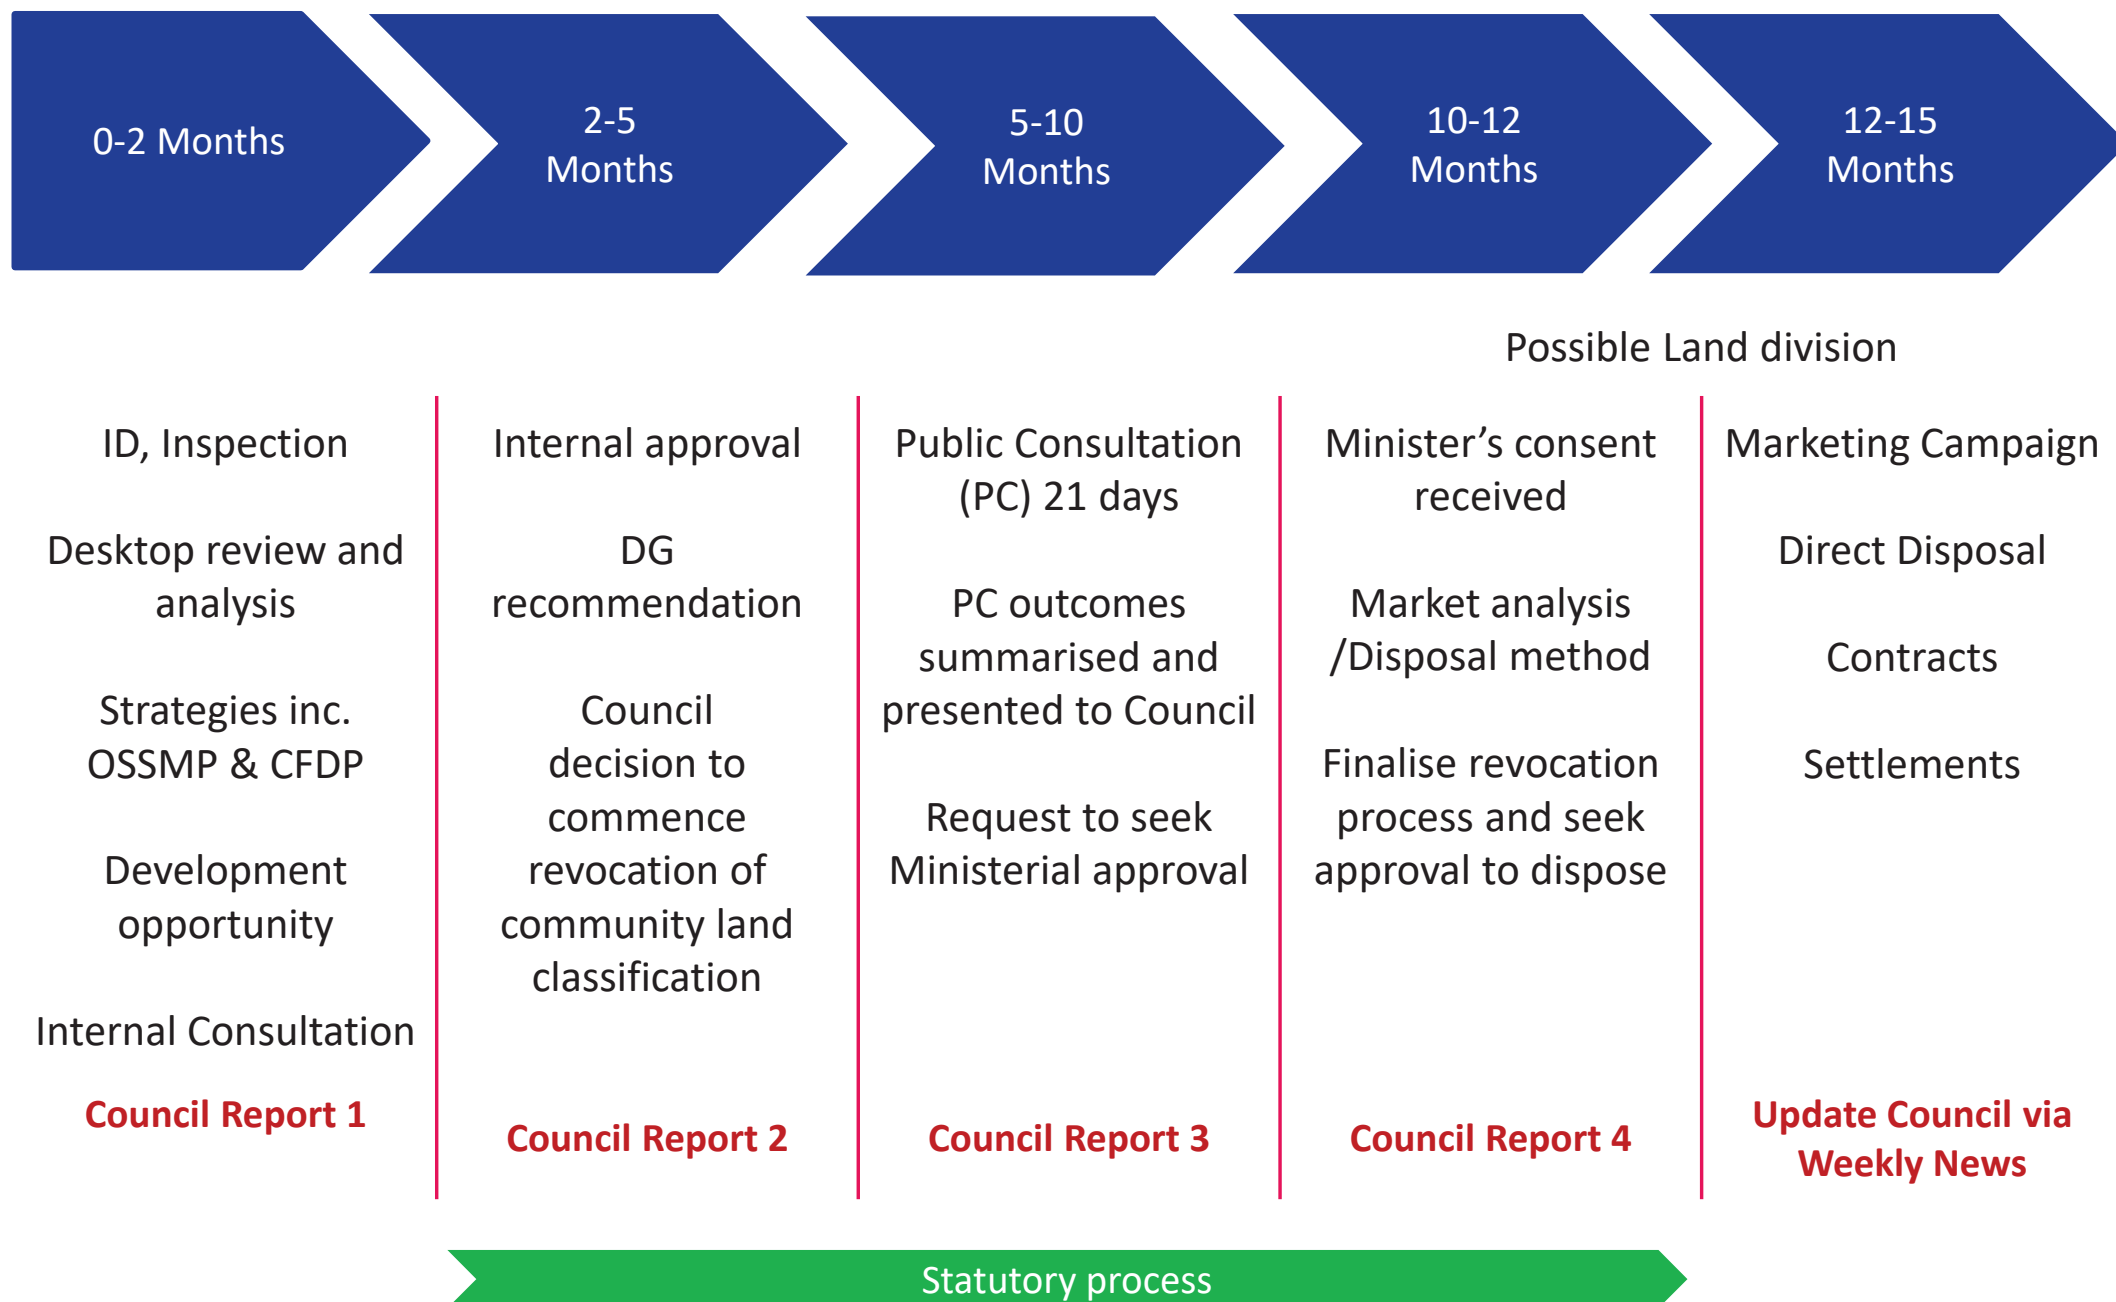 0-2 Months
2-5
Months
5-10
Months
10-12
Months
12-15
Months
Possible Land division
ID, Inspection
Desktop review and
analysis
Strategies inc.
OSSMP & CFDP
Development
opportunity
Internal Consultation
Council Report 1
Internal approval
DG
recommendation
Council
decision to
commence
revocation of
community land
classification
Council Report 2
Public Consultation
(PC) 21 days
PC outcomes
summarised and
presented to Council
Request to seek
Ministerial approval
Council Report 3
Minister’s consent
received
Market analysis
/Disposal method
Finalise revocation
process and seek
approval to dispose
Council Report 4
Marketing Campaign
Direct Disposal
Contracts
Settlements
Update Council via
Weekly News
Statutory process